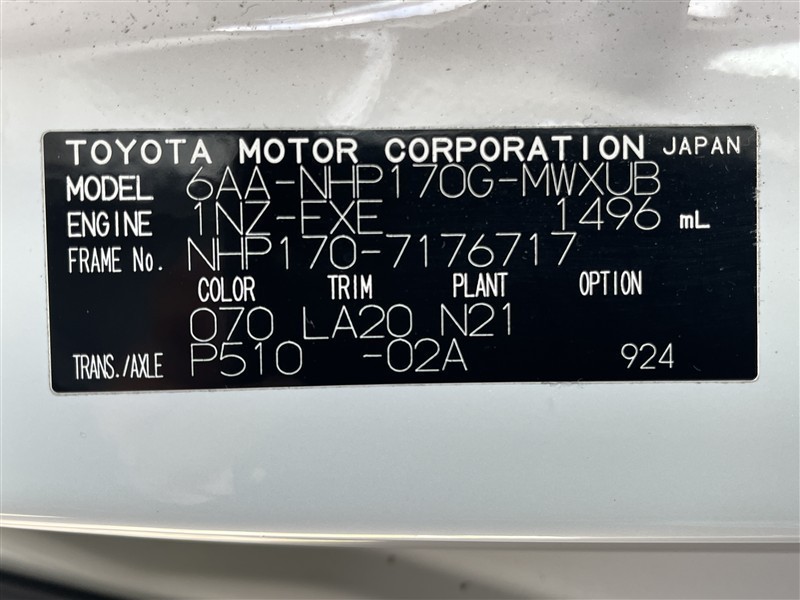 TOYOTA MOTOR CORPORATION JAPAN
MODEL 6AA-NHP170G-MWXUB
ENGINE 1NZ-EXE 1496 mL
FRAME No. NHP170-7176717
COLOR TRIM PLANT OPTION
070 LA20 N21
TRANS./AXLE P510 -02A 924